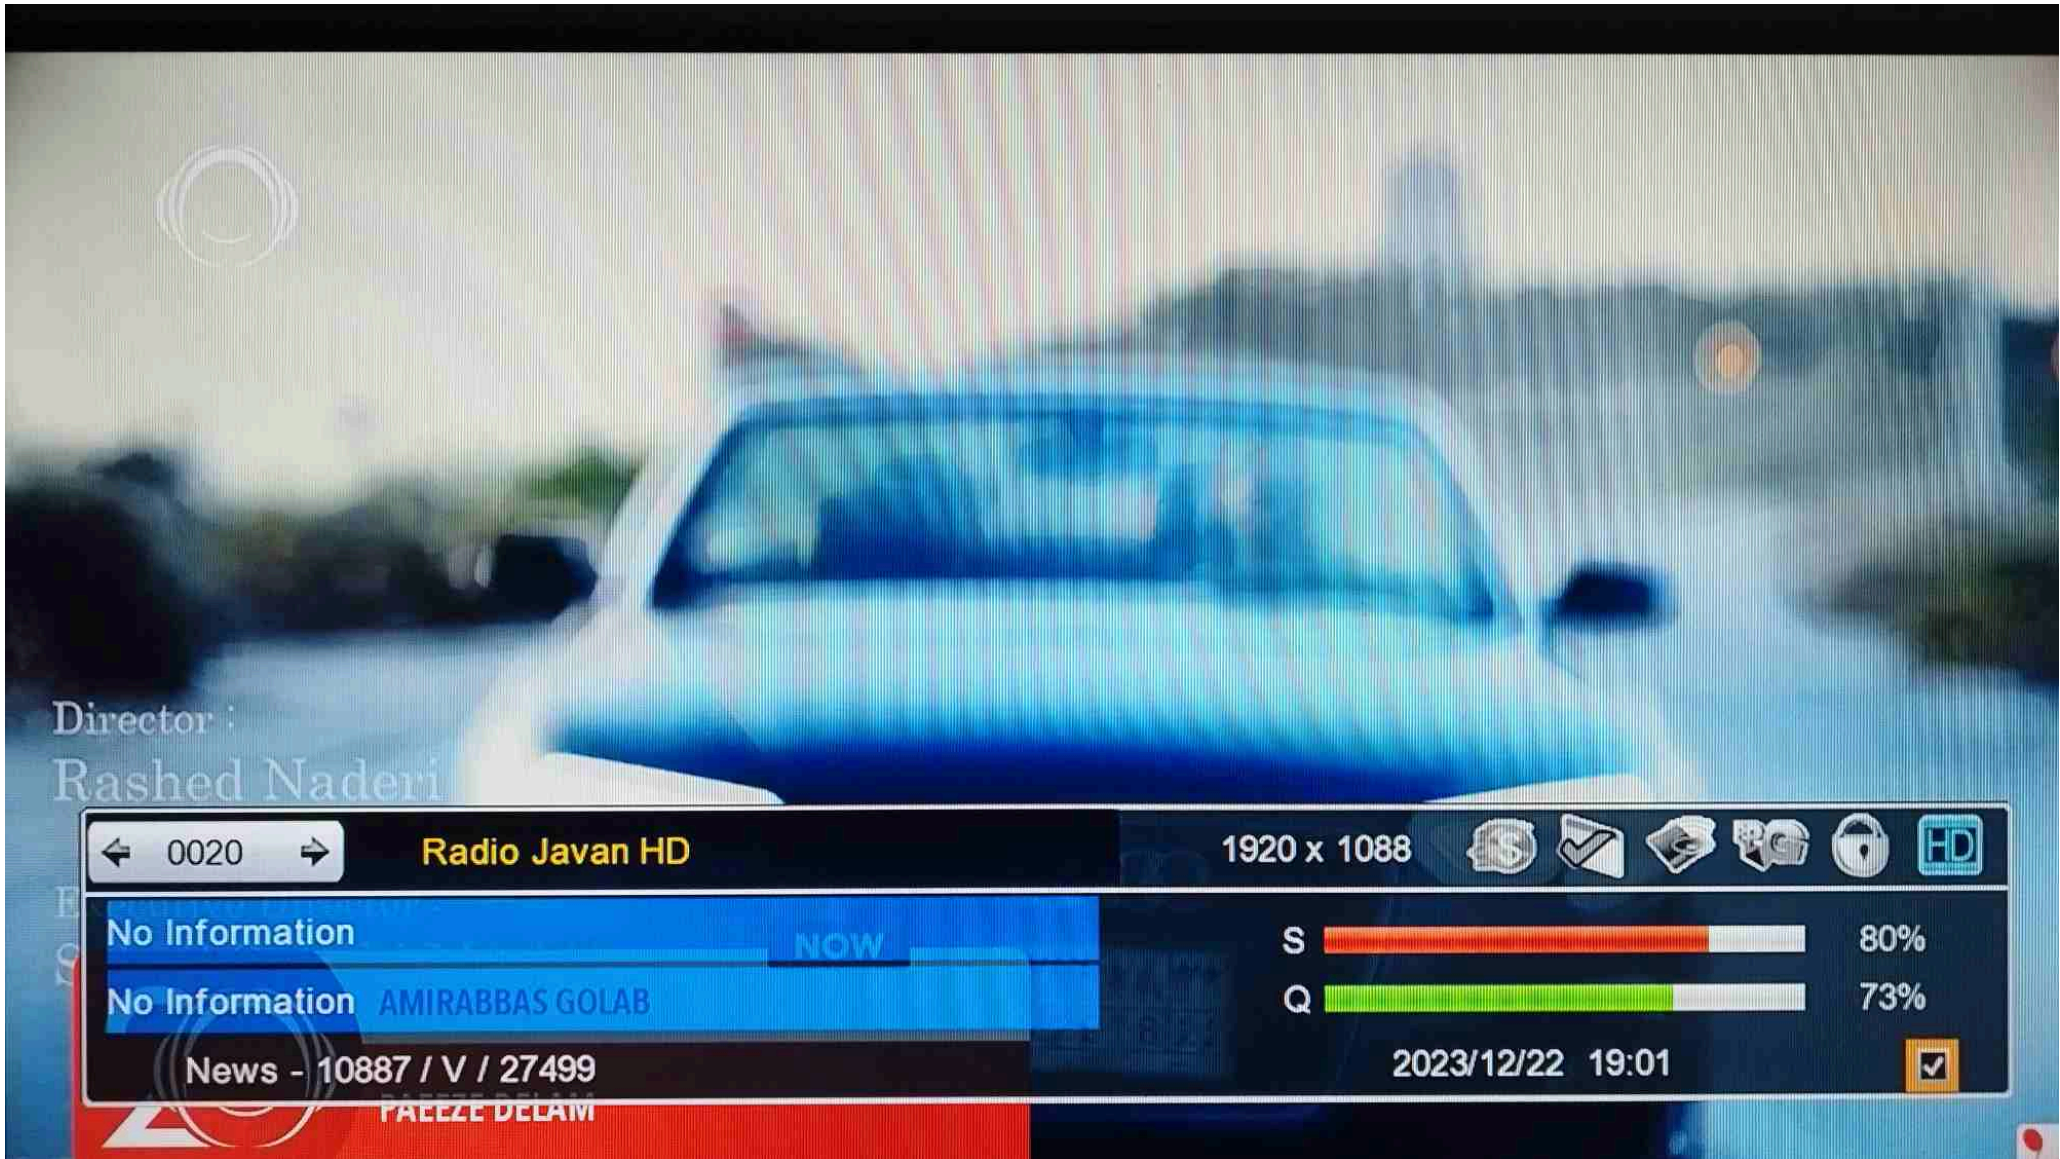 Director :
Rashed Naderi
0020
Radio Javan HD
1920 x 1088
HD
No Information
NOW
No Information
AMIRABBAS GOLAB
S
80%
Q
73%
News - 10887 / V / 27499
2023/12/22 19:01
PAEEZE DELAM